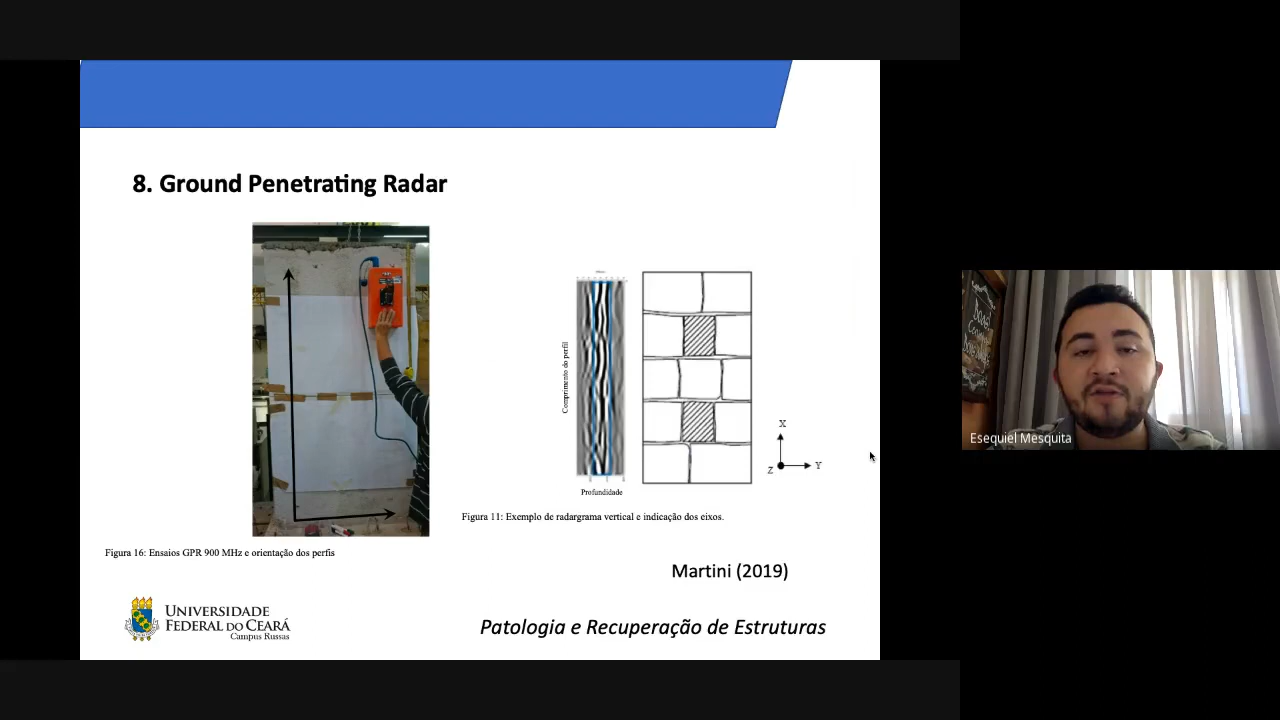 8. Ground Penetrating Radar
Comprimento do perfil
Profundidade
X
Z
Y
Figura 11: Exemplo de radargrama vertical e indicação dos eixos.
Figura 16: Ensaios GPR 900 MHz e orientação dos perfis
Martini (2019)
UNIVERSIDADE
FEDERAL DO CEARÁ
Campus Russas
Patologia e Recuperação de Estruturas
Esequiel Mesquita